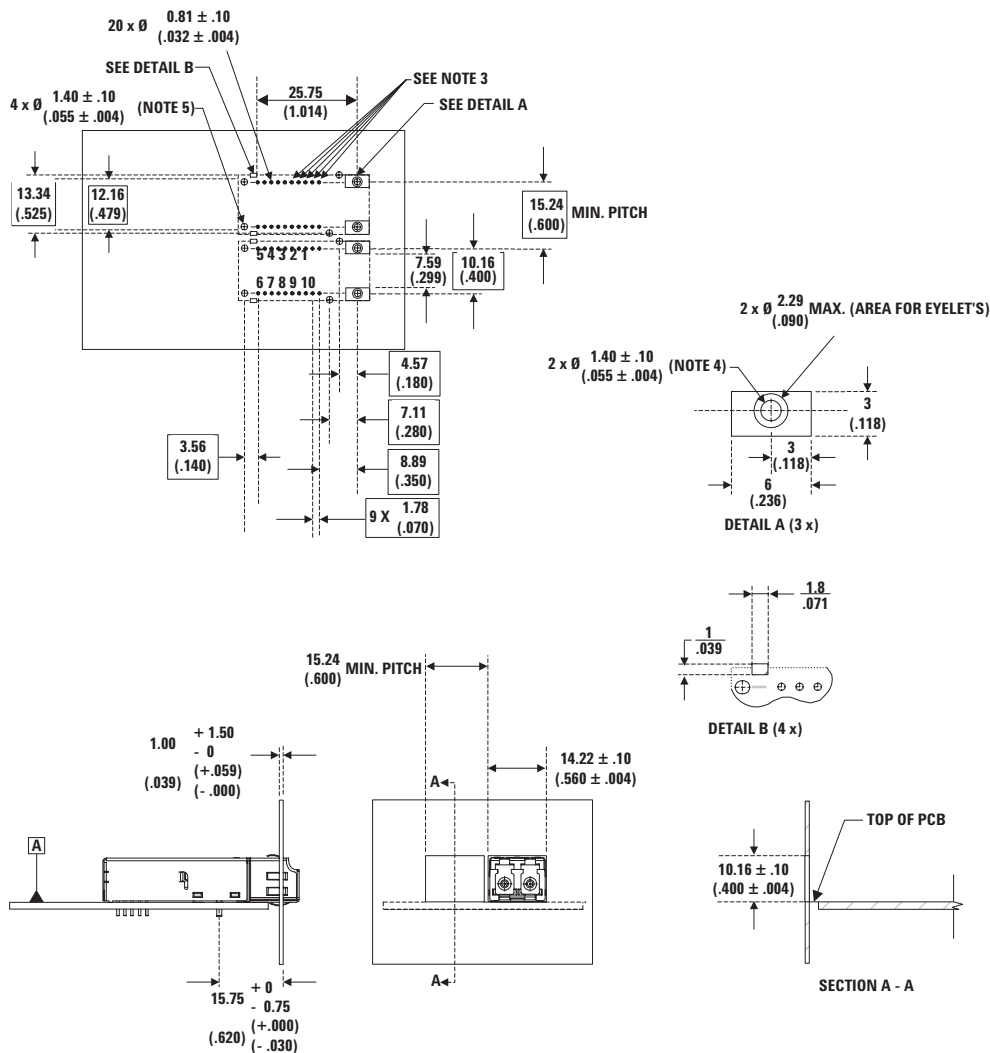 20 x Ø 0.81 ± .10
(.032 ± .004)
SEE DETAIL B
4 x Ø 1.40 ± .10
(.055 ± .004)
(NOTE 5)
25.75
(1.014)
SEE NOTE 3
SEE DETAIL A
13.34
(.525)
12.16
(.479)
15.24
(.600)
MIN. PITCH
5 4 3 2 1
6 7 8 9 10
7.59
(.299)
10.16
(.400)
4.57
(.180)
7.11
(.280)
3.56
(.140)
8.89
(.350)
9 X 1.78
(.070)
2 x Ø 2.29 MAX. (AREA FOR EYELET'S)
(.090)
2 x Ø 1.40 ± .10 (NOTE 4)
(.055 ± .004)
3
(.118)
3
(.118)
6
(.236)
DETAIL A (3 x)
1.8
.071
1
.039
DETAIL B (4 x)
15.24
(.600)
MIN. PITCH
1.00 + 1.50
- 0
(.039) (+.059)
(- .000)
14.22 ± .10
(.560 ± .004)
A
A
A
TOP OF PCB
10.16 ± .10
(.400 ± .004)
SECTION A - A
15.75 + 0
- 0.75
(.620) (+.000)
(- .030)